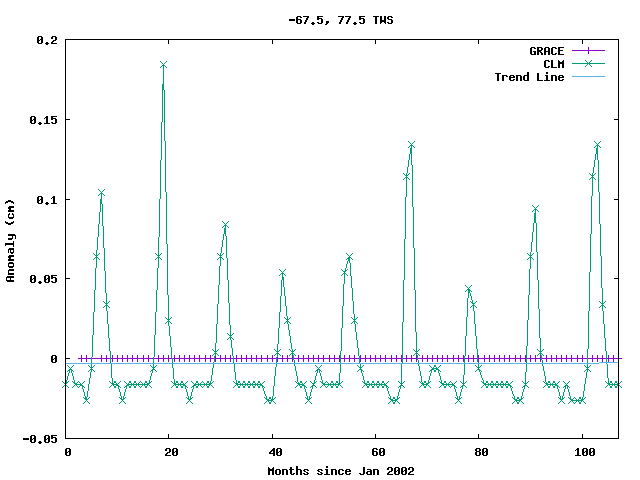 -67.5, 77.5 TWS
GRACE
CLM
Trend Line
0.2
0.15
0.1
0.05
0
-0.05
Anomaly (cm)
0 20 40 60 80 100
Months since Jan 2002